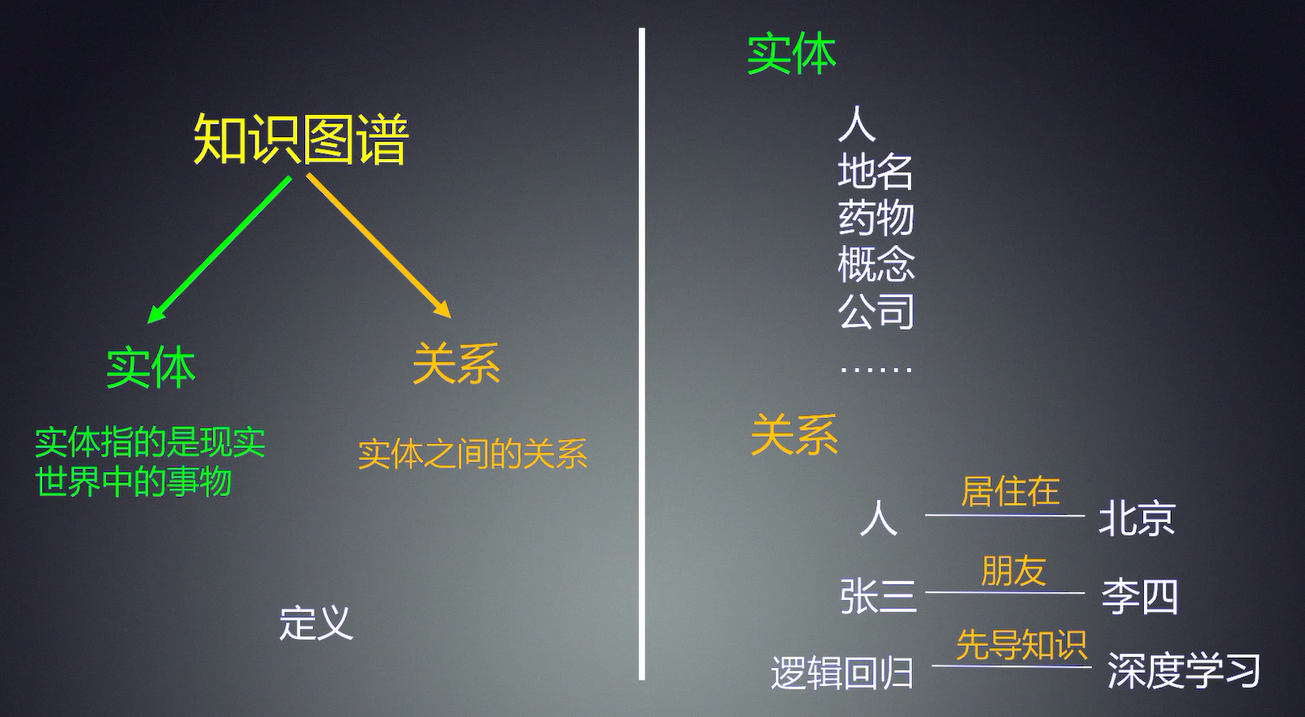 知识图谱
实体
关系
实体指的是现实
世界中的事物
实体之间的关系
定义
实体
人
地名
药物
概念
公司
……
关系
人 居住在 北京
张三 朋友 李四
逻辑回归 先导知识 深度学习